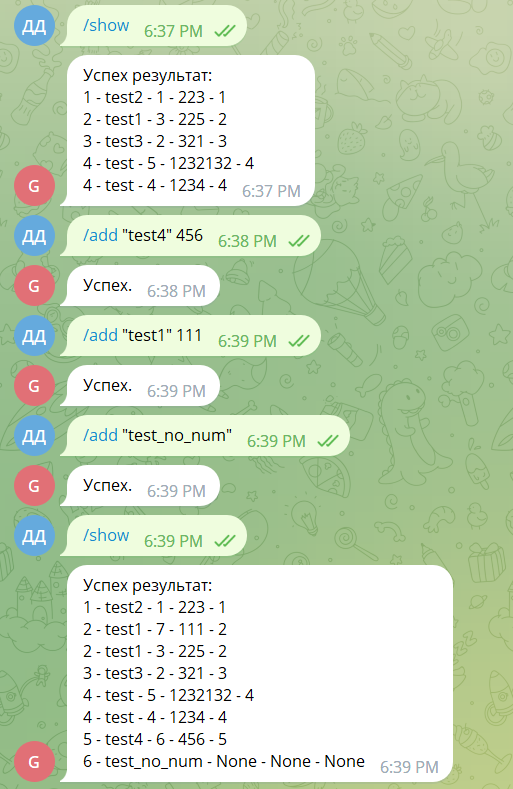 ДД
/show 6:37 PM
Успех результат:
1 - test2 - 1 - 223 - 1
2 - test1 - 3 - 225 - 2
3 - test3 - 2 - 321 - 3
4 - test - 5 - 1232132 - 4
4 - test - 4 - 1234 - 4
G
6:37 PM
ДД
/add "test4" 456 6:38 PM
G
Успех. 6:38 PM
ДД
/add "test1" 111 6:39 PM
G
Успех. 6:39 PM
ДД
/add "test_no_num" 6:39 PM
G
Успех. 6:39 PM
ДД
/show 6:39 PM
Успех результат:
1 - test2 - 1 - 223 - 1
2 - test1 - 7 - 111 - 2
2 - test1 - 3 - 225 - 2
3 - test3 - 2 - 321 - 3
4 - test - 5 - 1232132 - 4
4 - test - 4 - 1234 - 4
5 - test4 - 6 - 456 - 5
6 - test_no_num - None - None - None
G
6:39 PM